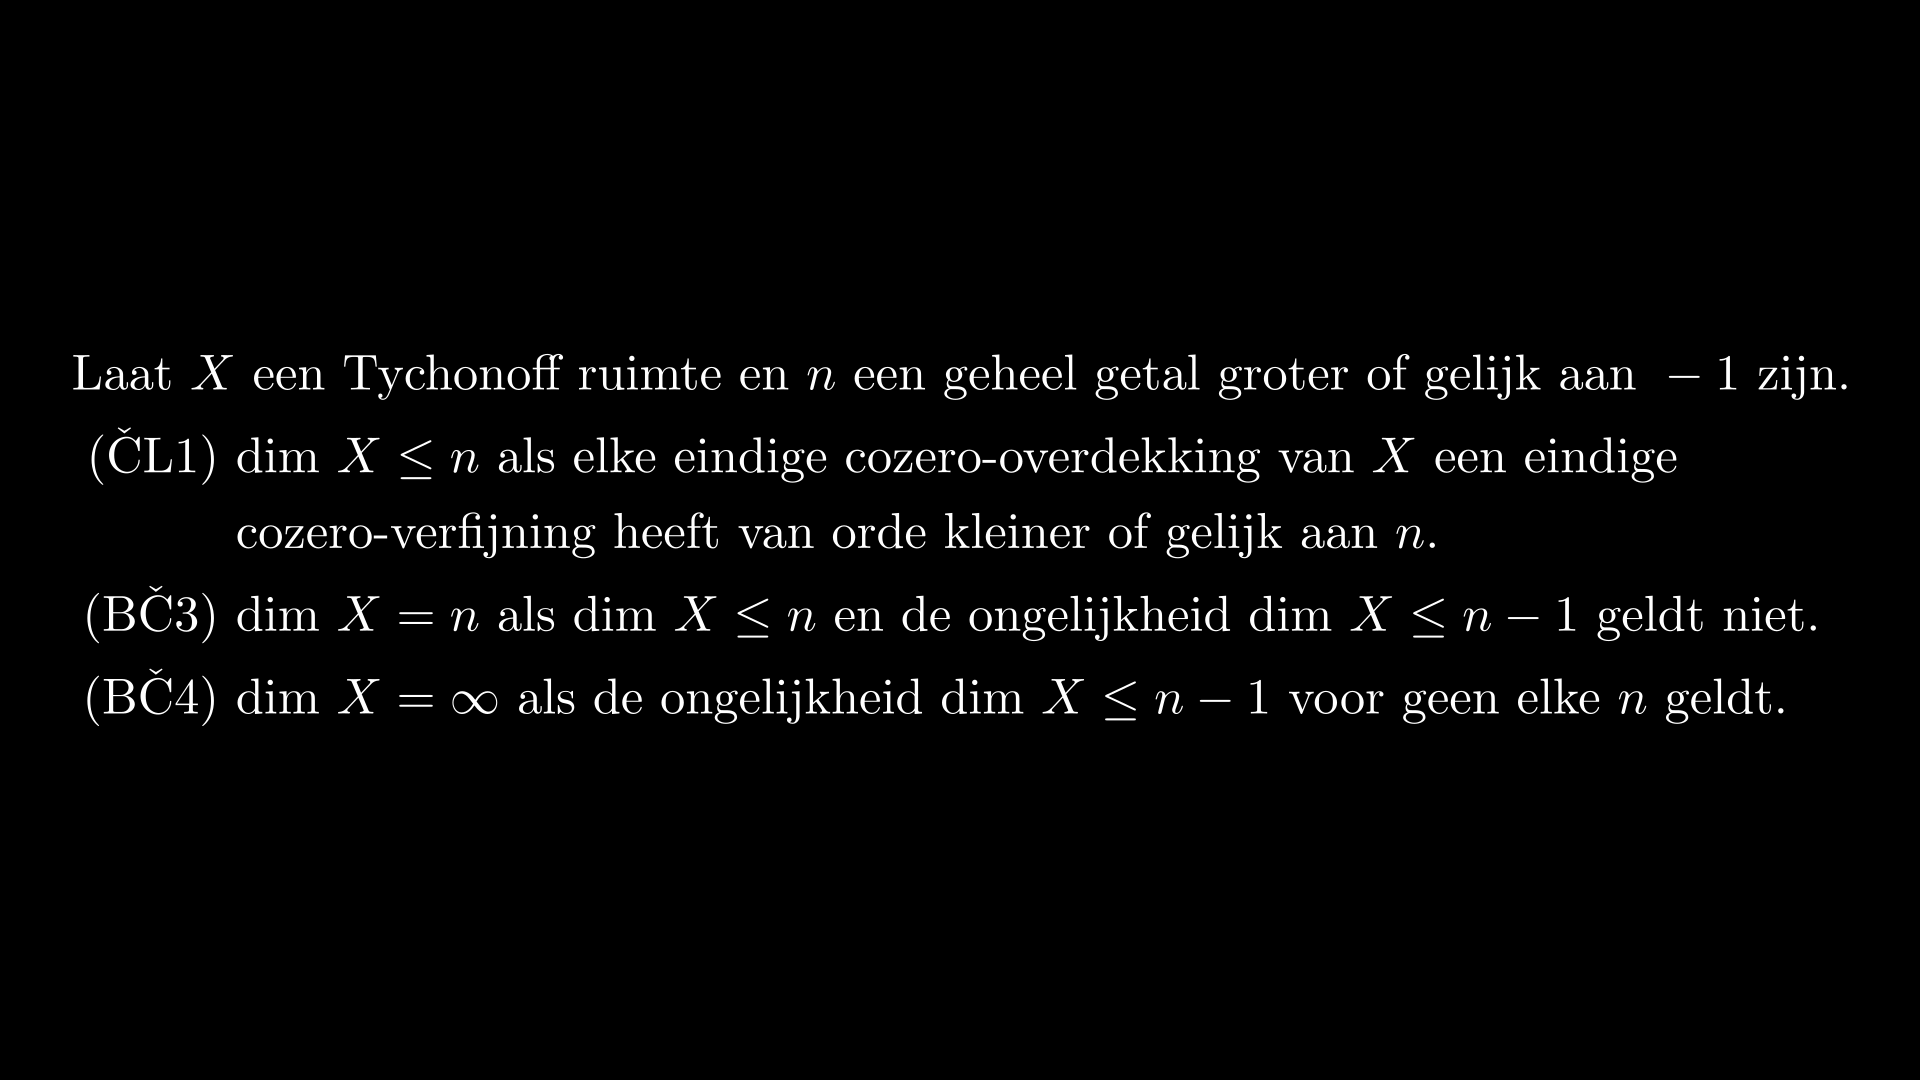 Laat X een Tychonoff ruimte en n een geheel getal groter of gelijk aan − 1 zijn.
(ČL1) dim X ≤ n als elke eindige cozero-overdekking van X een eindige
cozero-verfijning heeft van orde kleiner of gelijk aan n.
(BČ3) dim X = n als dim X ≤ n en de ongelijkheid dim X ≤ n − 1 geldt niet.
(BČ4) dim X = ∞ als de ongelijkheid dim X ≤ n − 1 voor geen elke n geldt.